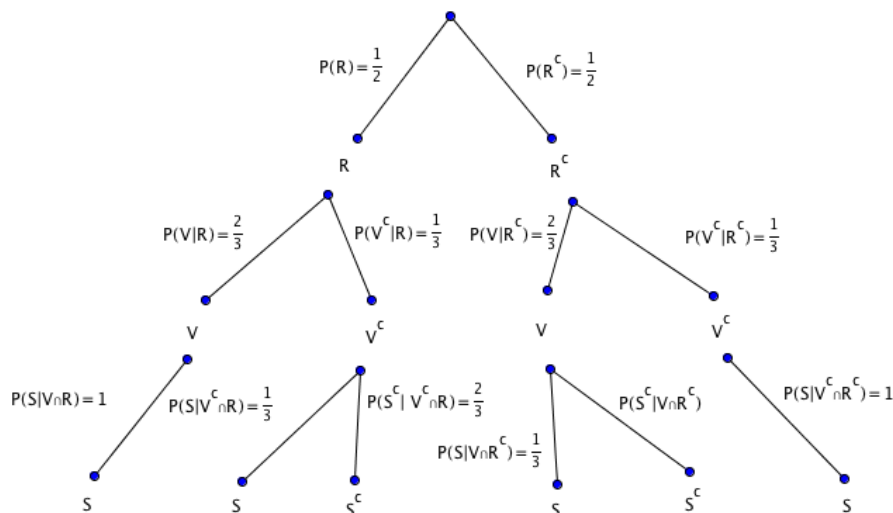 P(R)=1/2
P(R^c)=1/2
R
R^c
P(V|R)=2/3
P(V^c|R)=1/3
P(V|R^c)=2/3
P(V^c|R^c)=1/3
V
V^c
V
V^c
P(S|V∩R)=1
P(S|V^c∩R)=1/3
P(S^c| V^c∩R)=2/3
P(S|V∩R^c)=1/3
P(S^c|V∩R^c)
P(S|V^c∩R^c)=1
S
S
S^c
S
S^c
S